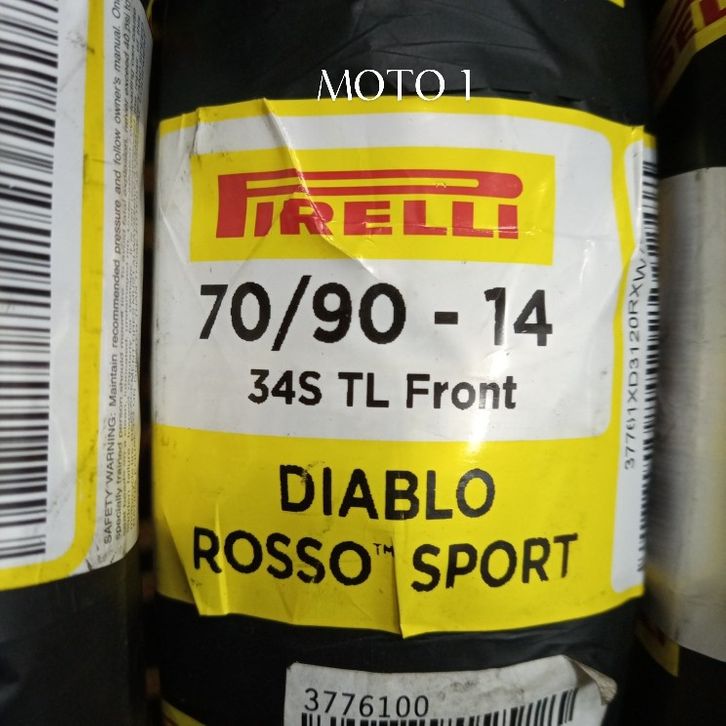 MOTO 1
PIRELLI
70/90 - 14
34S TL Front
DIABLO
ROSSO™ SPORT
3776100
37761XD3120RXW
SAFETY WARNING: Maintain recommended pressure and follow owner's manual.